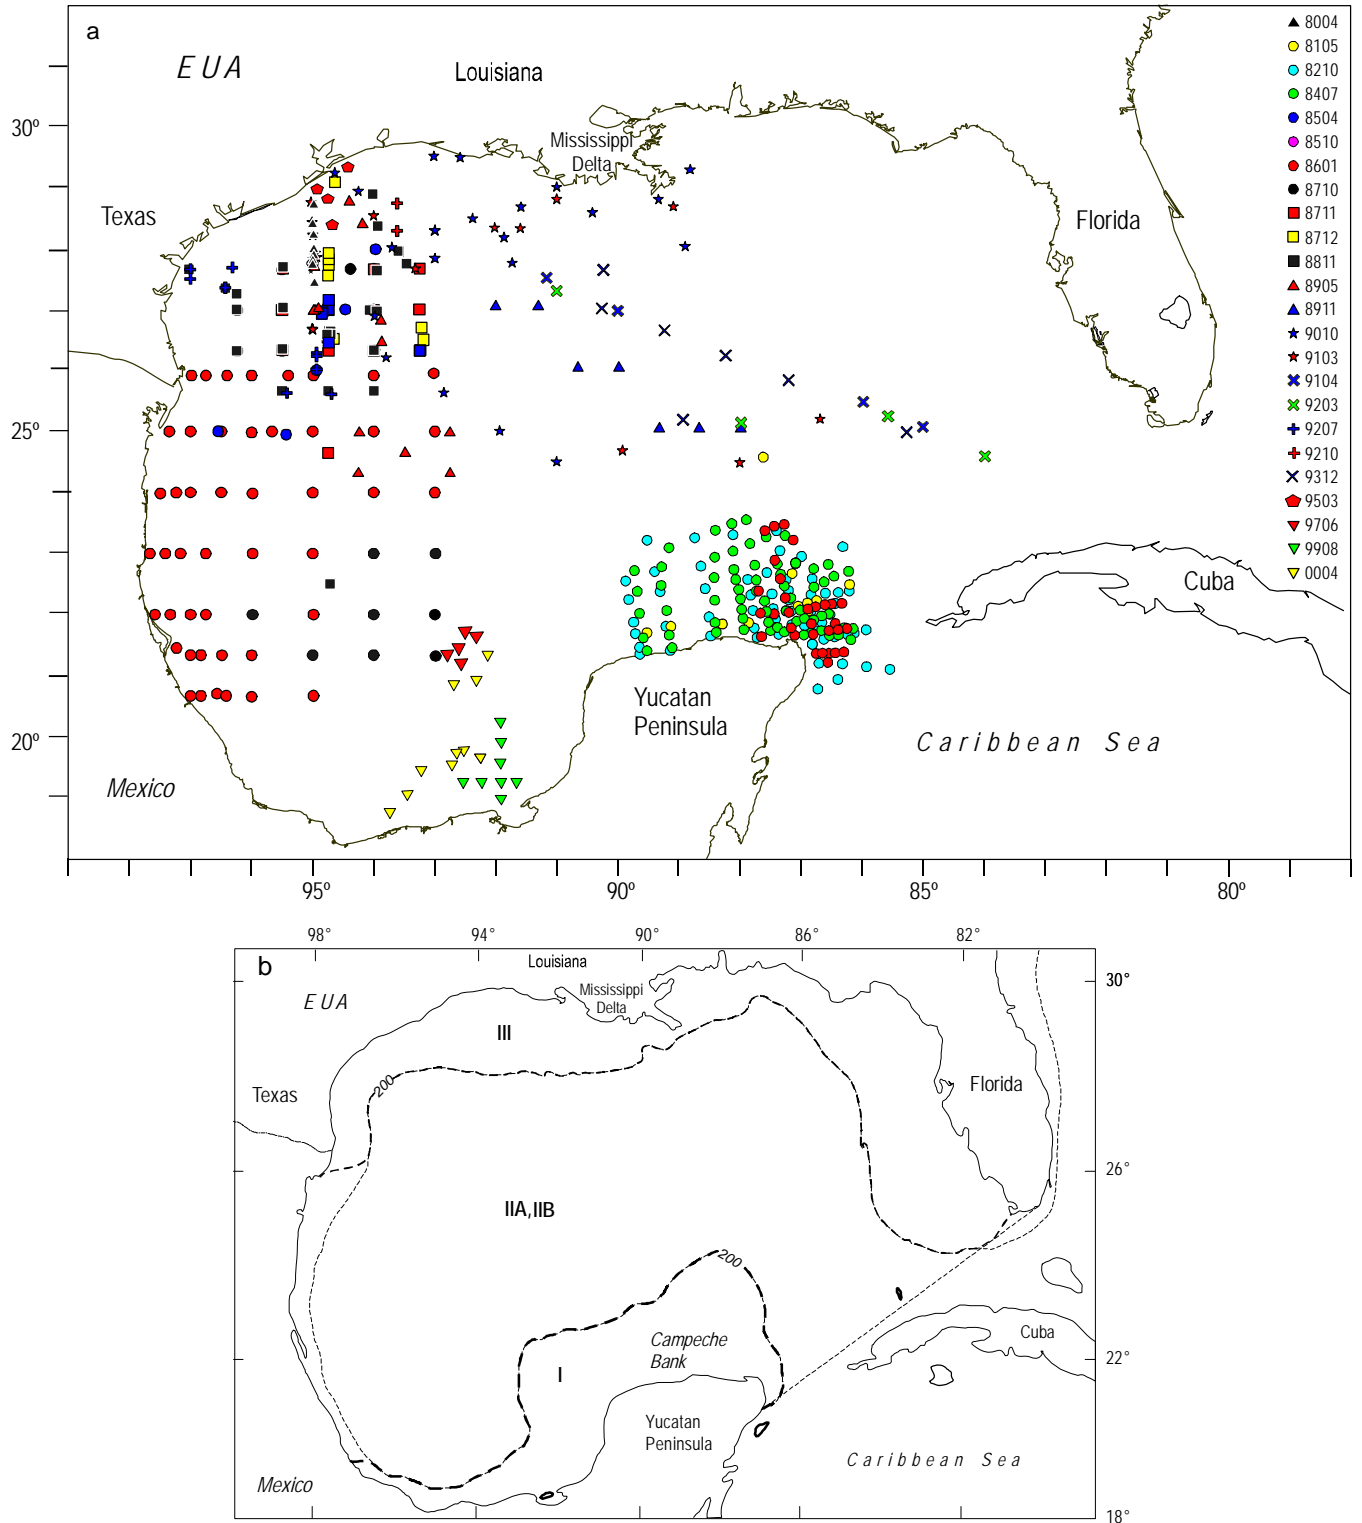 a
EUA
Louisiana
Mississippi
Delta
Texas
Florida
Cuba
Yucatan
Peninsula
Caribbean Sea
Mexico
30º
25º
20º
95º
90º
85º
80º
8004
8105
8210
8407
8504
8510
8601
8710
8711
8712
8811
8905
8911
9010
9103
9104
9203
9207
9210
9312
9503
9706
9908
0004
98°
94°
90°
86°
82°
b
Louisiana
EUA
Mississippi
Delta
III
200
Texas
Florida
IIA,IIB
200
Campeche
Bank
I
Cuba
Yucatan
Peninsula
Caribbean Sea
Mexico
30°
26°
22°
18°